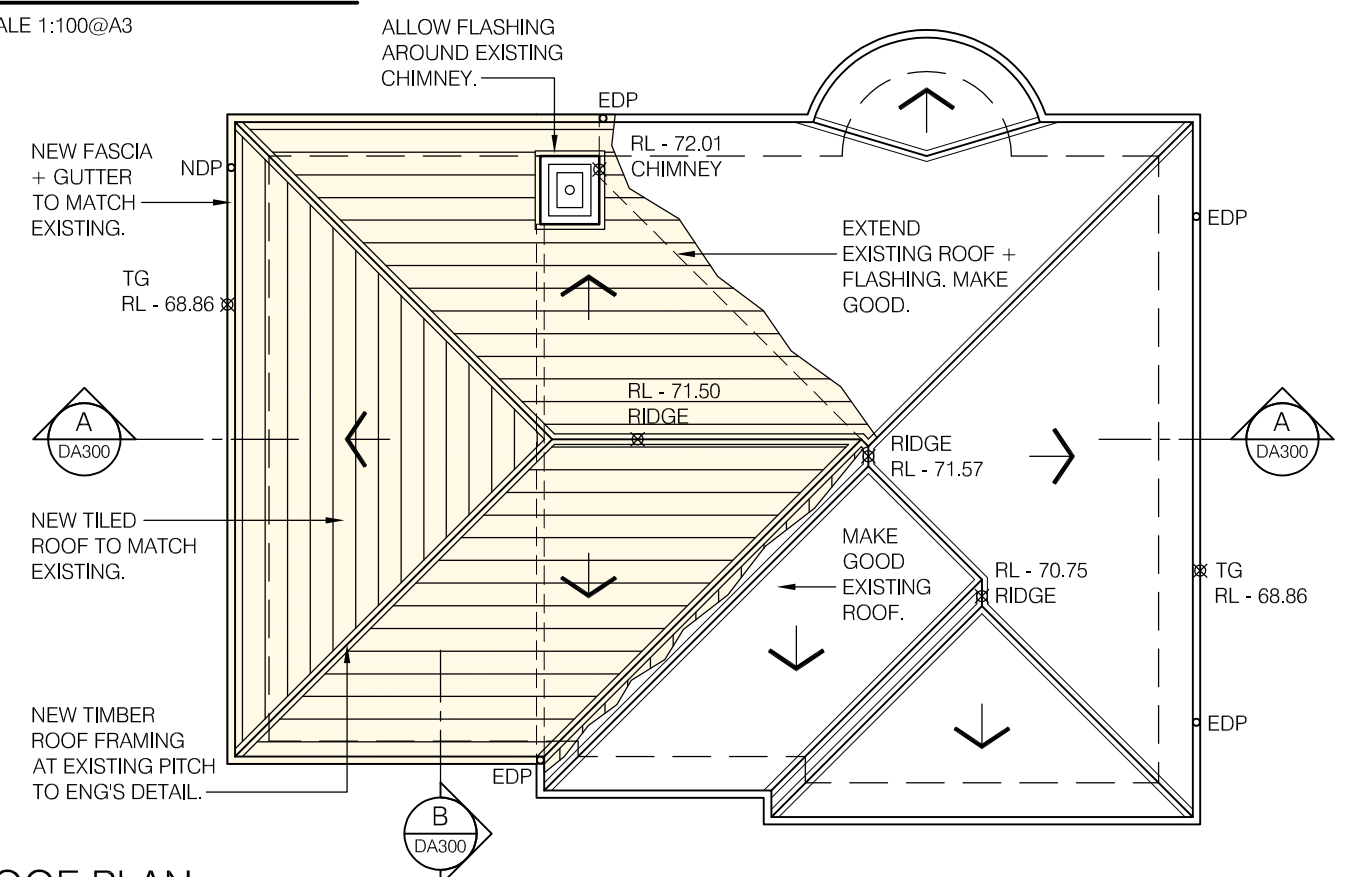 ALE 1:100@A3
ALLOW FLASHING
AROUND EXISTING
CHIMNEY.
EDP
NEW FASCIA
+ GUTTER
TO MATCH
EXISTING.
NDP
RL - 72.01
CHIMNEY
EDP
EXTEND
EXISTING ROOF +
FLASHING. MAKE
GOOD.
TG
RL - 68.86
RL - 71.50
RIDGE
A
DA300
RIDGE
RL - 71.57
A
DA300
NEW TILED
ROOF TO MATCH
EXISTING.
MAKE
GOOD
EXISTING
ROOF.
RL - 70.75
RIDGE
TG
RL - 68.86
NEW TIMBER
ROOF FRAMING
AT EXISTING PITCH
TO ENG'S DETAIL.
EDP
EDP
B
DA300
OOF PLAN